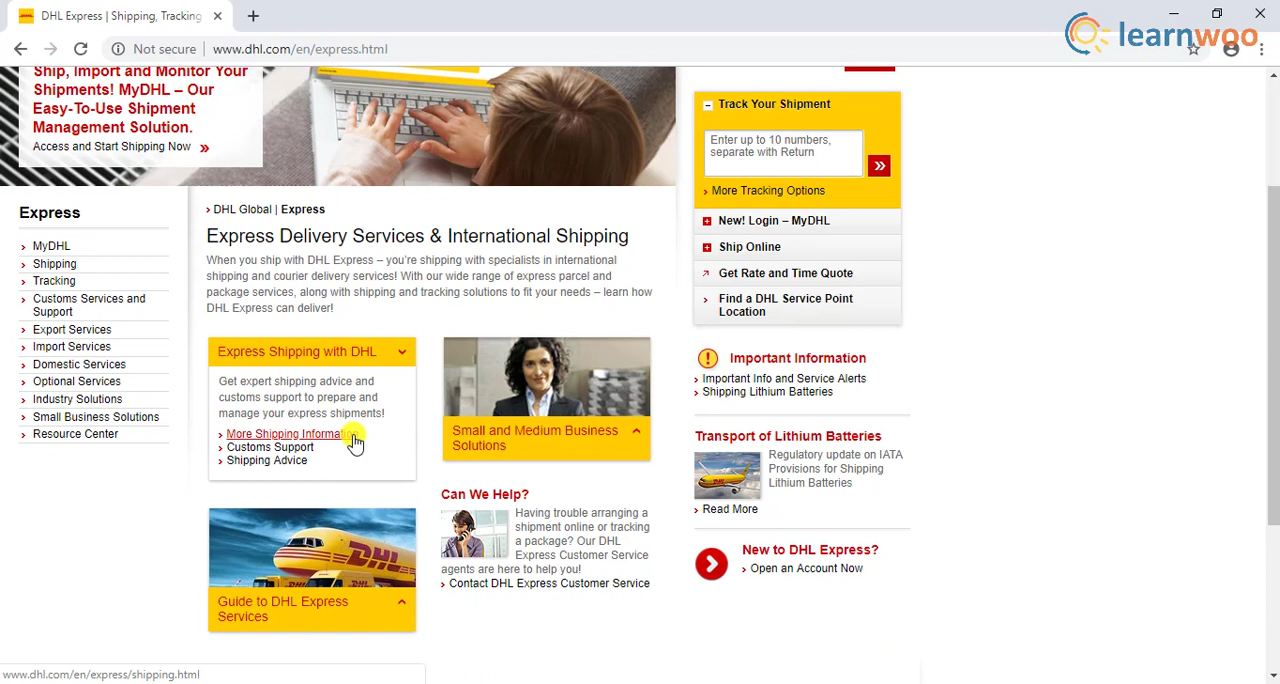 DHL Express | Shipping, Tracking
learnwoo
Not secure | www.dhl.com/en/express.html
Ship, Import and Monitor Your
Shipments! MyDHL – Our
Easy-To-Use Shipment
Management Solution.
Access and Start Shipping Now
Express
MyDHL
Shipping
Tracking
Customs Services and
Support
Export Services
Import Services
Domestic Services
Optional Services
Industry Solutions
Small Business Solutions
Resource Center
DHL Global | Express
Express Delivery Services & International Shipping
When you ship with DHL Express – you're shipping with specialists in international
shipping and courier delivery services! With our wide range of express parcel and
package services, along with shipping and tracking solutions to fit your needs – learn how
DHL Express can deliver!
Express Shipping with DHL
Get expert shipping advice and
customs support to prepare and
manage your express shipments!
More Shipping Information
Customs Support
Shipping Advice
DHL
Guide to DHL Express
Services
Small and Medium Business
Solutions
Can We Help?
Having trouble arranging a
shipment online or tracking
a package? Our DHL
Express Customer Service
agents are here to help you!
Contact DHL Express Customer Service
Track Your Shipment
Enter up to 10 numbers,
separate with Return
More Tracking Options
New! Login – MyDHL
Ship Online
Get Rate and Time Quote
Find a DHL Service Point
Location
Important Information
Important Info and Service Alerts
Shipping Lithium Batteries
Transport of Lithium Batteries
Regulatory update on IATA
Provisions for Shipping
Lithium Batteries
Read More
New to DHL Express?
Open an Account Now
www.dhl.com/en/express/shipping.html